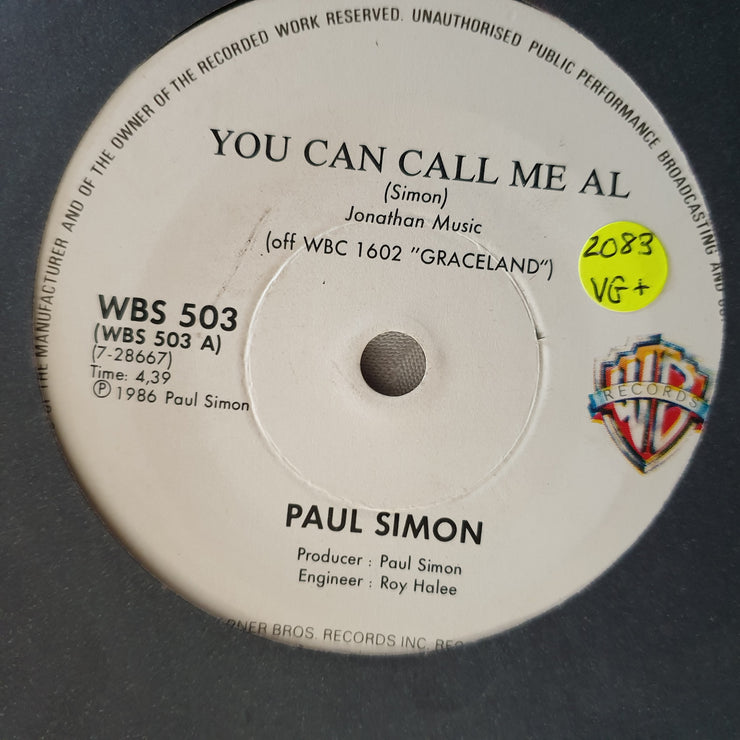 OF THE MANUFACTURER AND OF THE OWNER OF THE RECORDED WORK RESERVED. UNAUTHORISED PUBLIC PERFORMANCE BROADCASTING AND
YOU CAN CALL ME AL
(Simon)
Jonathan Music
(off WBC 1602 "GRACELAND")
2083
VG+
WBS 503
(WBS 503 A)
(7-28667)
Time: 4,39
Ⓟ 1986 Paul Simon
WB
RECORDS
PAUL SIMON
Producer : Paul Simon
Engineer : Roy Halee
BROS. RECORDS INC.